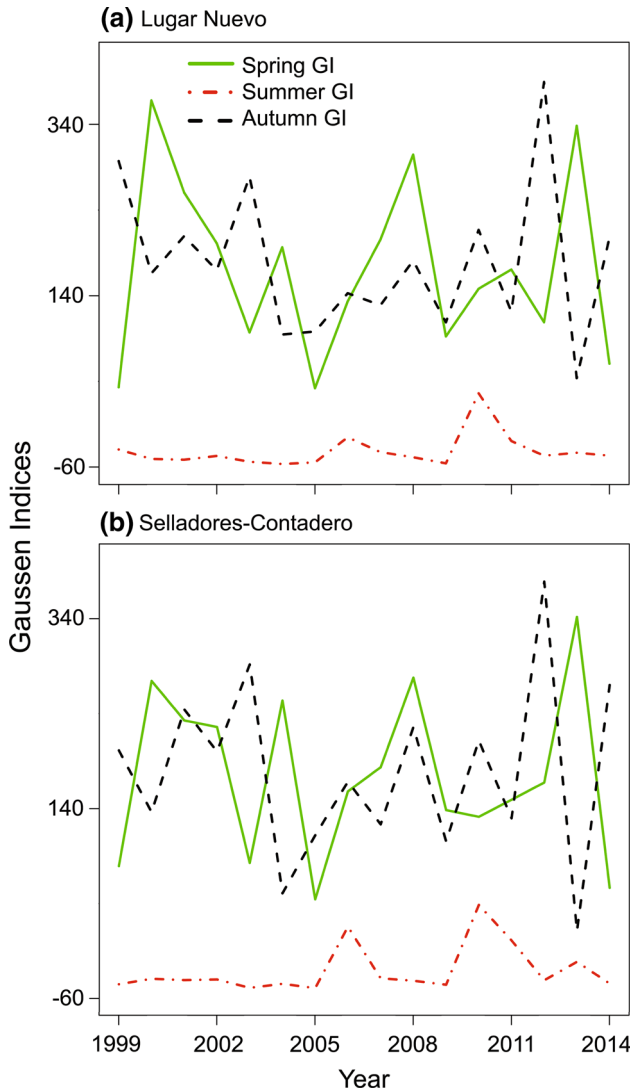 (a) Lugar Nuevo
Spring GI
Summer GI
Autumn GI
340
140
-60
(b) Selladores-Contadero
340
140
-60
Gaussen Indices
1999 2002 2005 2008 2011 2014
Year